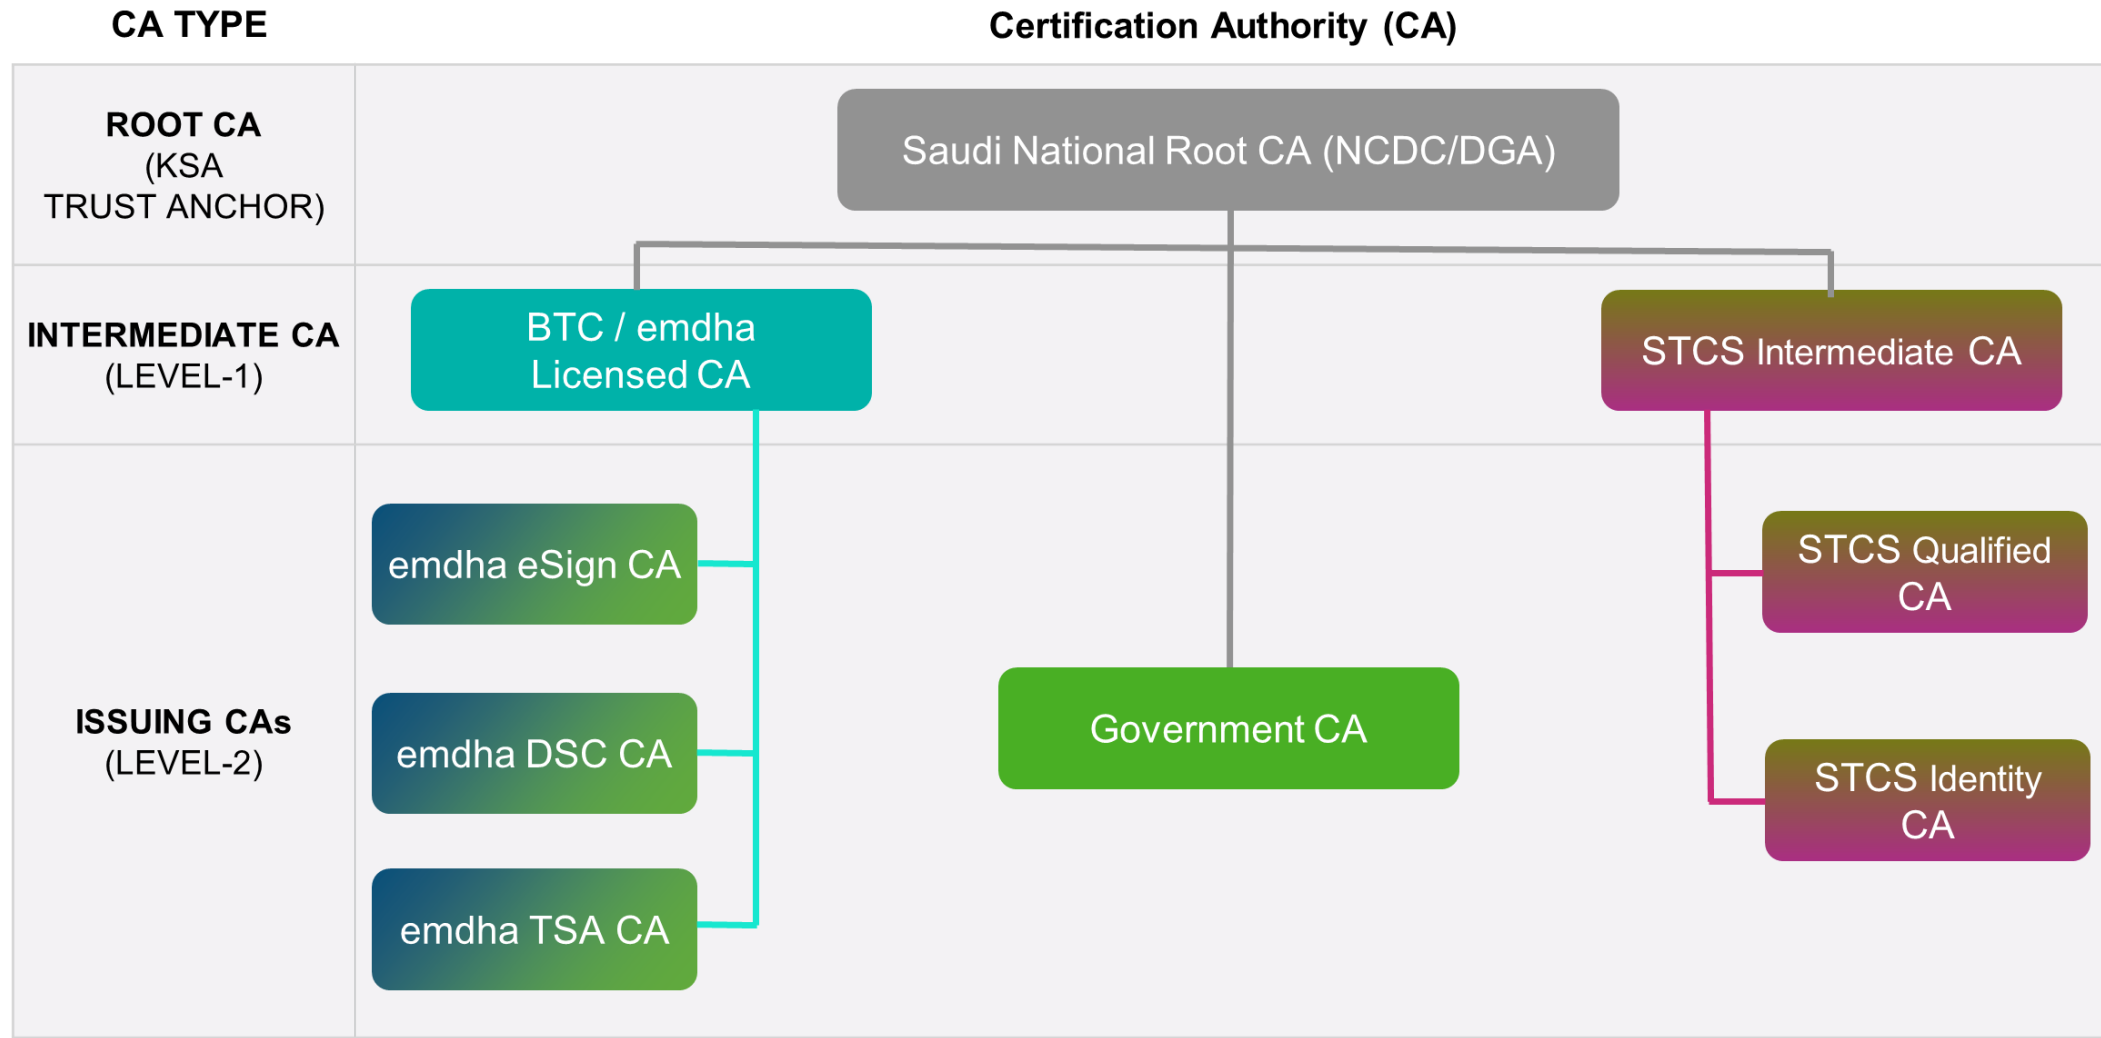 CA TYPE
Certification Authority (CA)
ROOT CA
(KSA
TRUST ANCHOR)
Saudi National Root CA (NCDC/DGA)
INTERMEDIATE CA
(LEVEL-1)
BTC / emdha
Licensed CA
STCS Intermediate CA
ISSUING CAs
(LEVEL-2)
emdha eSign CA
emdha DSC CA
emdha TSA CA
Government CA
STCS Qualified
CA
STCS Identity
CA